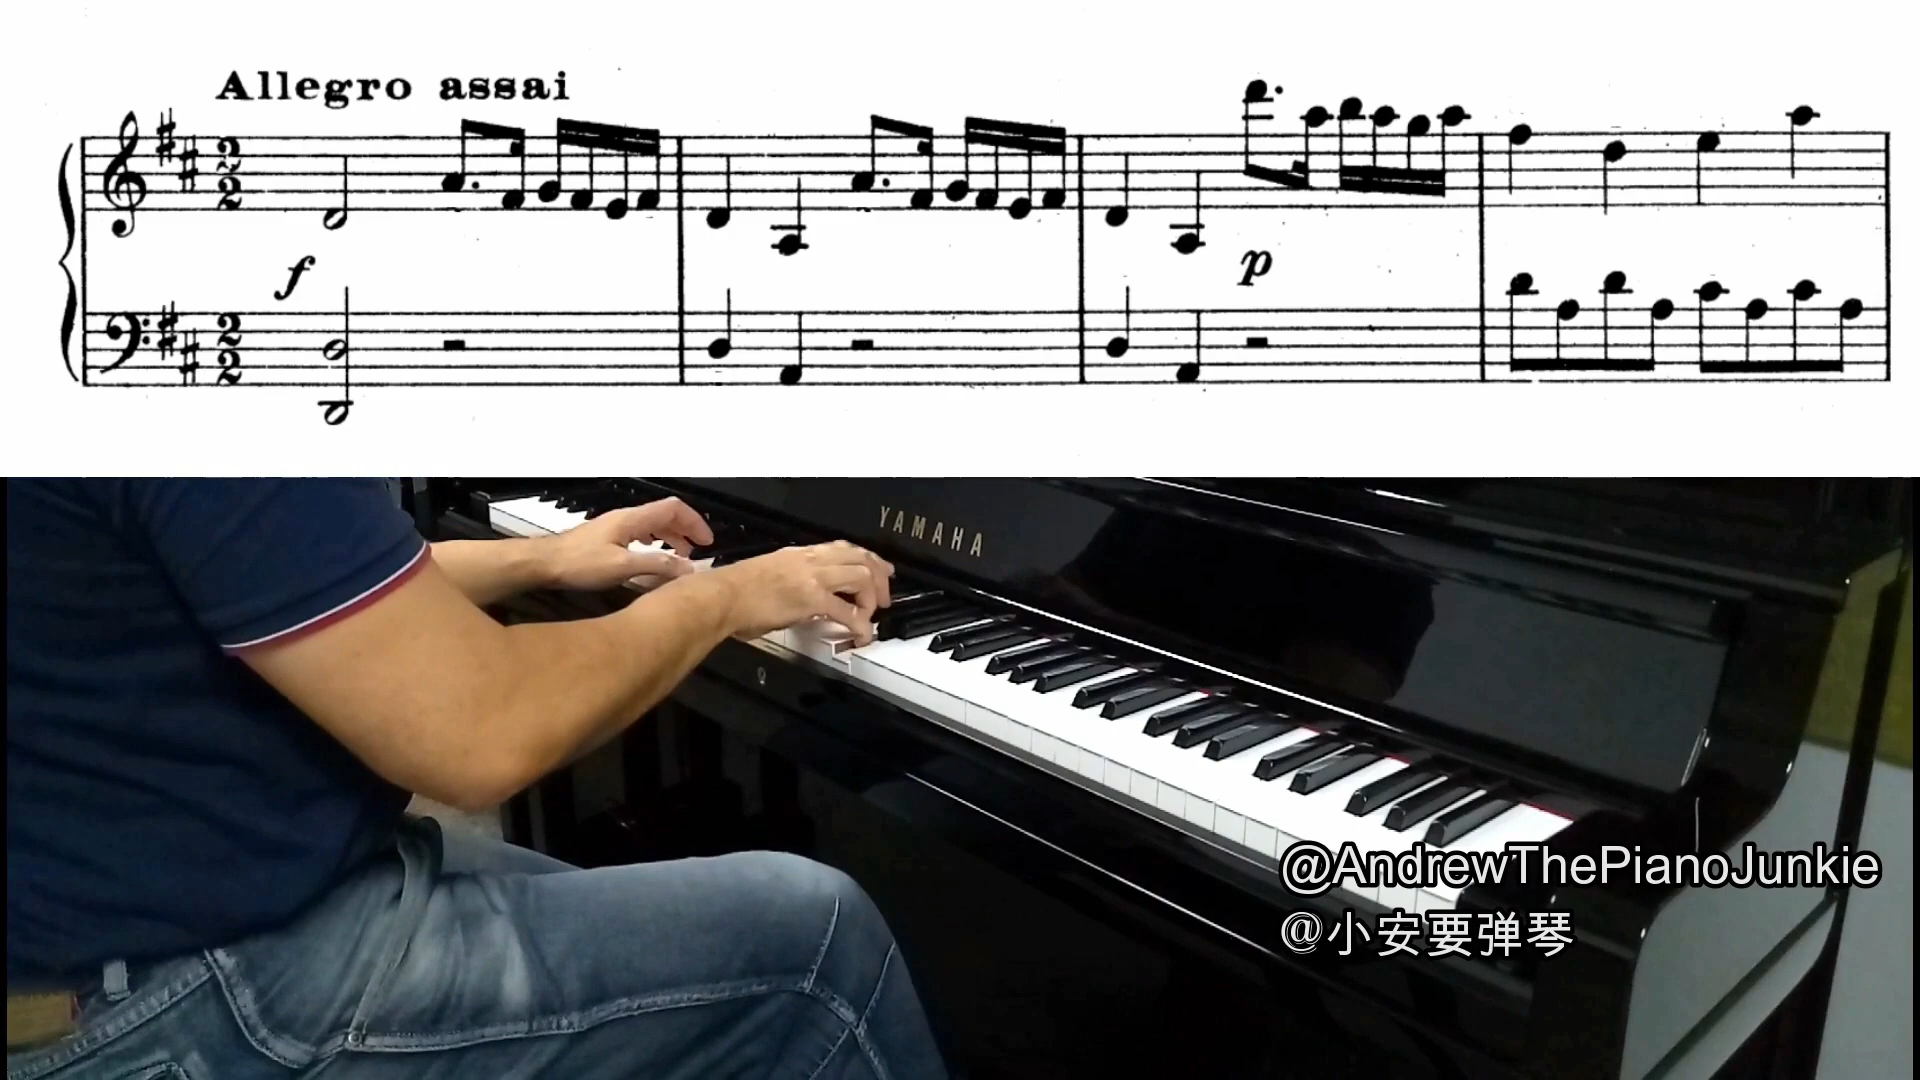 Allegro assai
f
p
YAMAHA
@AndrewThePianoJunkie
@小安要弹琴